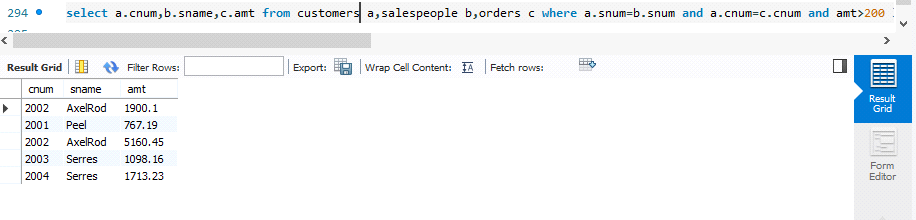 294 select a.cnum,b.sname,c.amt from customers a,salespeople b,orders c where a.snum=b.snum and a.cnum=c.cnum and amt>200
Result Grid Filter Rows: Export: Wrap Cell Content: Fetch rows:
cnum sname amt
2002 AxelRod 1900.1
2001 Peel 767.19
2002 AxelRod 5160.45
2003 Serres 1098.16
2004 Serres 1713.23
Result
Grid
Form
Editor